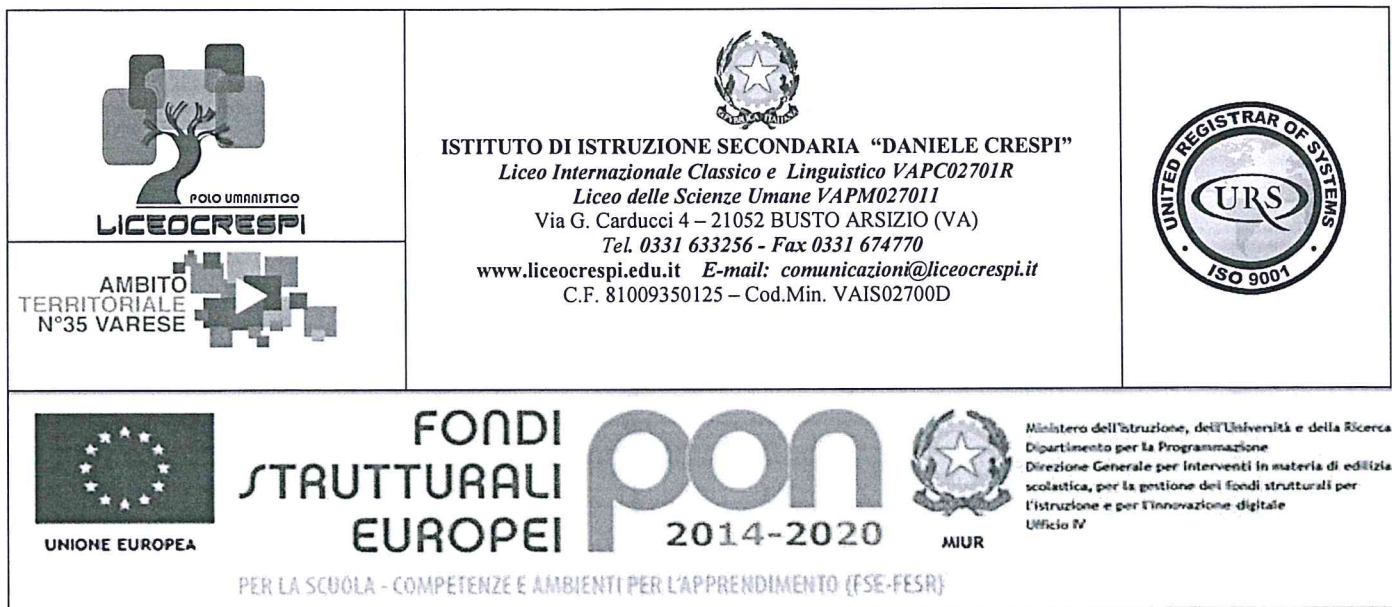 POLO UMANISTICO
LICEOCRESPI
AMBITO
TERRITORIALE
N°35 VARESE
REPVBBLICA ITALIANA
ISTITUTO DI ISTRUZIONE SECONDARIA “DANIELE CRESPI”
Liceo Internazionale Classico e Linguistico VAPC02701R
Liceo delle Scienze Umane VAPM027011
Via G. Carducci 4 – 21052 BUSTO ARSIZIO (VA)
Tel. 0331 633256 - Fax 0331 674770
www.liceocrespi.edu.it E-mail: comunicazioni@liceocrespi.it
C.F. 81009350125 – Cod.Min. VAIS02700D
UNITED REGISTRAR OF SYSTEMS
URS
ISO 9001
UNIONE EUROPEA
FONDI
STRUTTURALI
EUROPEI
pon
2014-2020
MIUR
Ministero dell'Istruzione, dell'Università e della Ricerca
Dipartimento per la Programmazione
Direzione Generale per interventi in materia di edilizia
scolastica, per la gestione dei fondi strutturali per
l'istruzione e per l'innovazione digitale
Ufficio IV
PER LA SCUOLA - COMPETENZE E AMBIENTI PER L'APPRENDIMENTO (FSE-FESR)